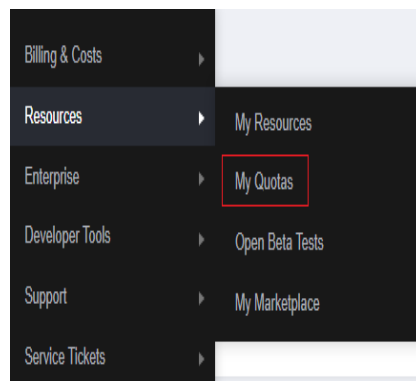 Billing & Costs
Resources
Enterprise
Developer Tools
Support
Service Tickets
My Resources
My Quotas
Open Beta Tests
My Marketplace